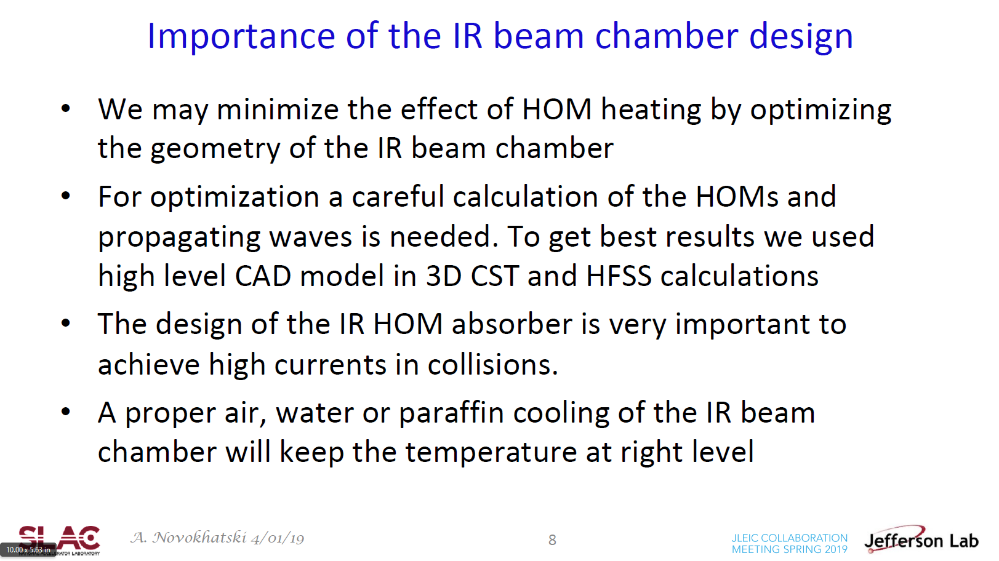 Importance of the IR beam chamber design
• We may minimize the effect of HOM heating by optimizing
the geometry of the IR beam chamber
• For optimization a careful calculation of the HOMs and
propagating waves is needed. To get best results we used
high level CAD model in 3D CST and HFSS calculations
• The design of the IR HOM absorber is very important to
achieve high currents in collisions.
• A proper air, water or paraffin cooling of the IR beam
chamber will keep the temperature at right level
SLAC
NATIONAL ACCELERATOR LABORATORY
10.00 x 5.63 in
A. Novokhatski 4/01/19
8
JLEIC COLLABORATION
MEETING SPRING 2019
Jefferson Lab